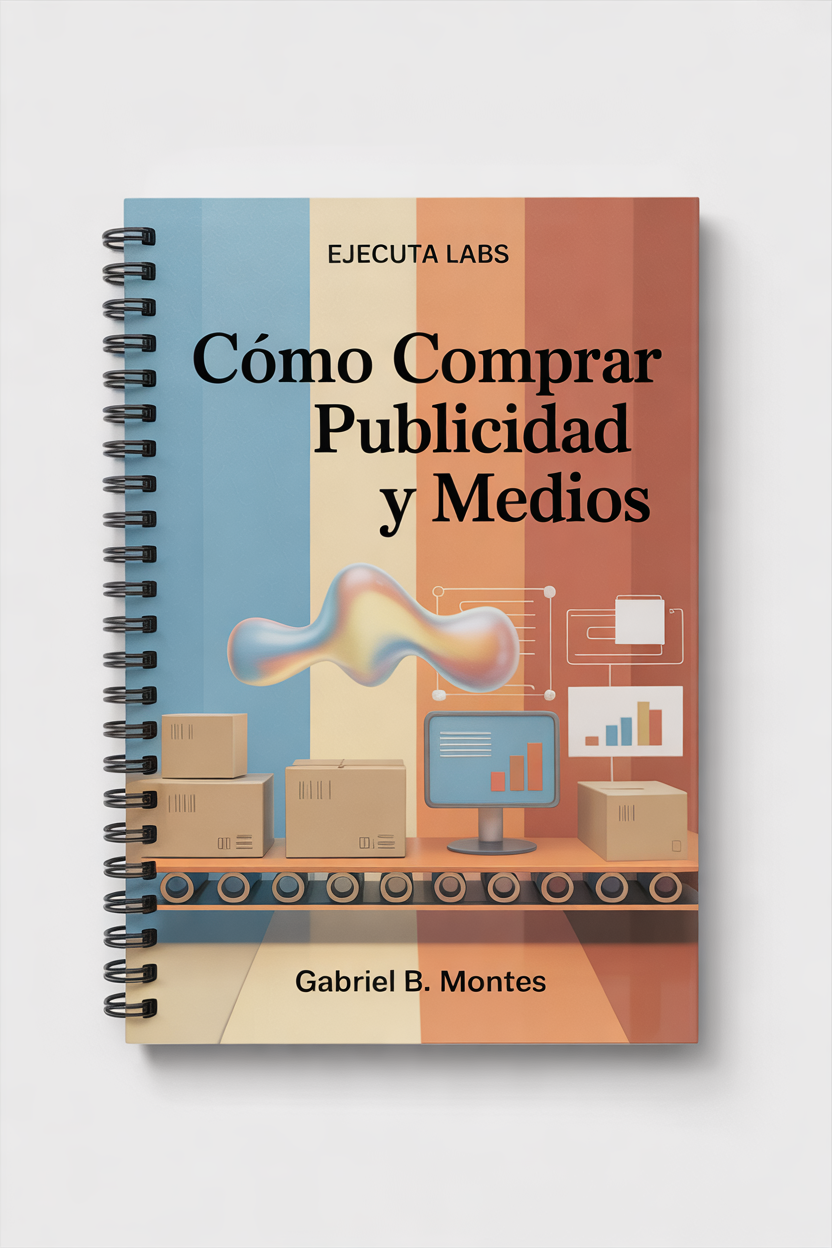 EJECUTA LABS
Cómo Comprar
Publicidad
y Medios
Gabriel B. Montes